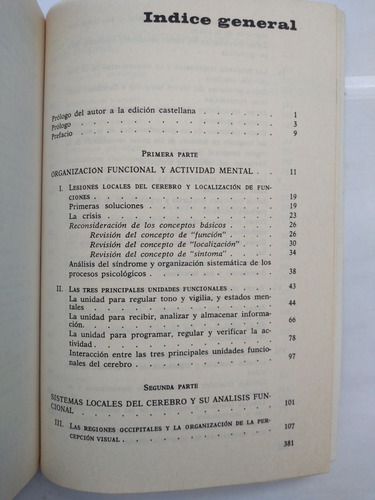 Indice general
Prólogo del autor a la edición castellana . . . . . . . 1
Prólogo . . . . . . . . . . . . . . 3
Prefacio . . . . . . . . . . . . . . 9
PRIMERA PARTE
ORGANIZACION FUNCIONAL Y ACTIVIDAD MENTAL . . 11
I. LESIONES LOCALES DEL CEREBRO Y LOCALIZACIÓN DE FUN-
CIONES . . . . . . . . . . . 19
Primeras soluciones . . . . . . . . 19
La crisis . . . . . . . . . . . 23
Reconsideración de los conceptos básicos . . . . 26
Revisión del concepto de "función" . . . . 26
Revisión del concepto de "localización" . . . 30
Revisión del concepto de "síntoma" . . . . 34
Análisis del síndrome y organización sistemática de los
procesos psicológicos . . . . . . . . 38
II. LAS TRES PRINCIPALES UNIDADES FUNCIONALES . . . 43
La unidad para regular tono y vigilia, y estados men-
tales . . . . . . . . . . . . 44
La unidad para recibir, analizar y almacenar infor-
mación. . . . . . . . . . . . 66
La unidad para programar, regular y verificar la ac-
tividad . . . . . . . . . . . 78
Interacción entre las tres principales unidades funcio-
nales del cerebro . . . . . . . . . 97
SEGUNDA PARTE
SISTEMAS LOCALES DEL CEREBRO Y SU ANALISIS FUN-
CIONAL . . . . . . . . . . . . 101
III. LAS REGIONES OCCIPITALES Y LA ORGANIZACIÓN DE LA PER-
CEPCIÓN VISUAL . . . . . . . . . . 107
381